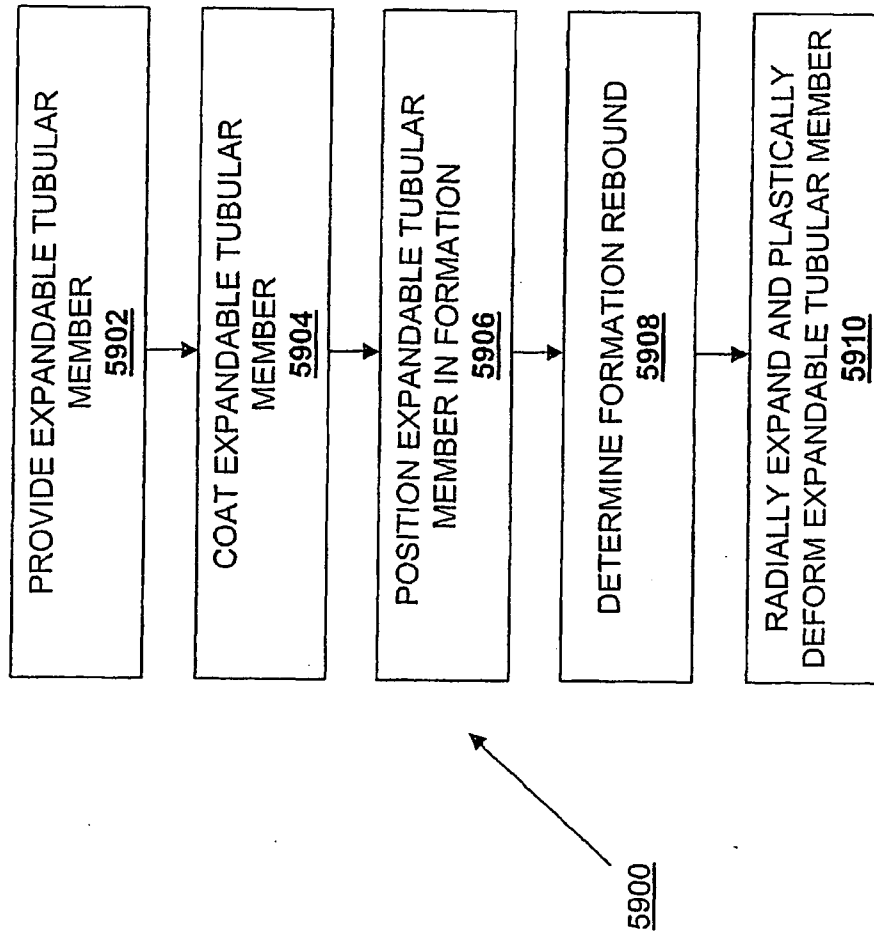 PROVIDE EXPANDABLE TUBULAR
MEMBER
5902
COAT EXPANDABLE TUBULAR
MEMBER
5904
POSITION EXPANDABLE TUBULAR
MEMBER IN FORMATION
5906
DETERMINE FORMATION REBOUND
5908
RADIALLY EXPAND AND PLASTICALLY
DEFORM EXPANDABLE TUBULAR MEMBER
5910
5900